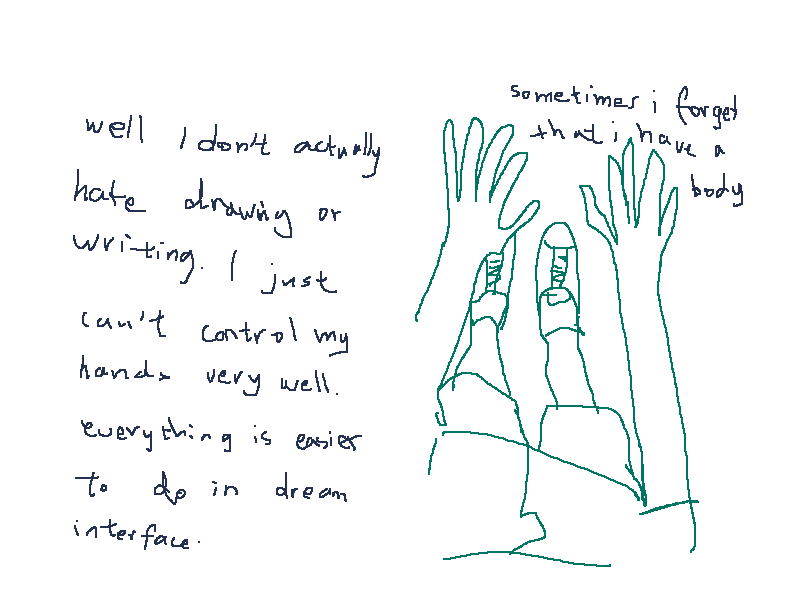 well I don't actually
hate drawing or
writing. I just
can't control my
hands very well.
everything is easier
to do in dream
interface.
sometimes i forget
that i have a
body